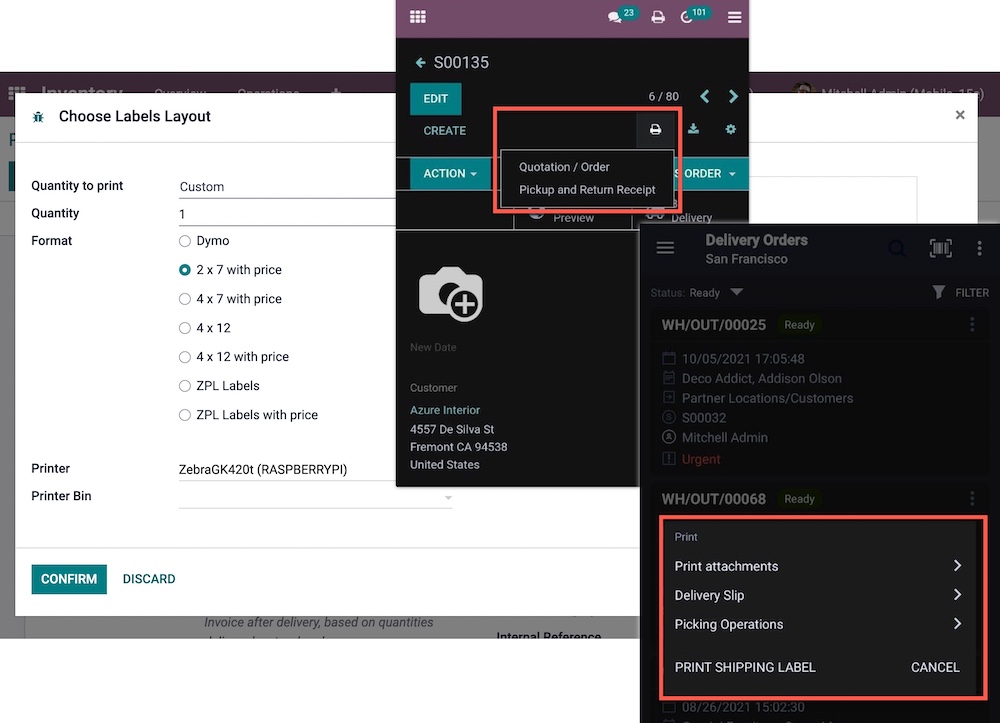 23
101
S00135
EDIT
6 / 80
CREATE
Quotation / Order
Pickup and Return Receipt
ACTION
S ORDER
Preview
Delivery
New Date
Customer
Azure Interior
4557 De Silva St
Fremont CA 94538
United States
Inventory
Overview
Operations
Mitchell Admin (Mobile_15e)
Choose Labels Layout
×
Quantity to print
Custom
Quantity
1
Format
Dymo
2 x 7 with price
4 x 7 with price
4 x 12
4 x 12 with price
ZPL Labels
ZPL Labels with price
Printer
ZebraGK420t (RASPBERRYPI)
Printer Bin
CONFIRM
DISCARD
Invoice after delivery, based on quantities
Internal Reference
Delivery Orders
San Francisco
Status: Ready
FILTER
WH/OUT/00025 Ready
10/05/2021 17:05:48
Deco Addict, Addison Olson
Partner Locations/Customers
S00032
Mitchell Admin
Urgent
WH/OUT/00068 Ready
Print
Print attachments
Delivery Slip
Picking Operations
PRINT SHIPPING LABEL
CANCEL
08/26/2021 15:02:30